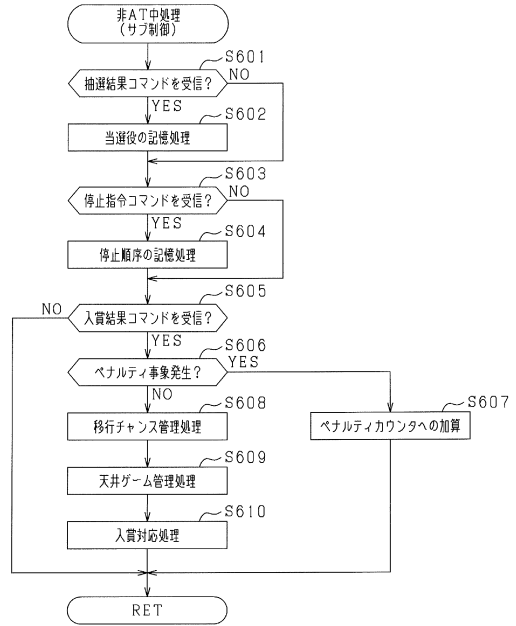 非AT中処理
(サブ制御)
S601
抽選結果コマンドを受信?
NO
YES
S602
当選役の記憶処理
S603
停止指令コマンドを受信?
NO
YES
S604
停止順序の記憶処理
S605
NO
入賞結果コマンドを受信?
YES
S606
ペナルティ事象発生?
YES
NO
S607
ペナルティカウンタへの加算
S608
移行チャンス管理処理
S609
天井ゲーム管理処理
S610
入賞対応処理
RET